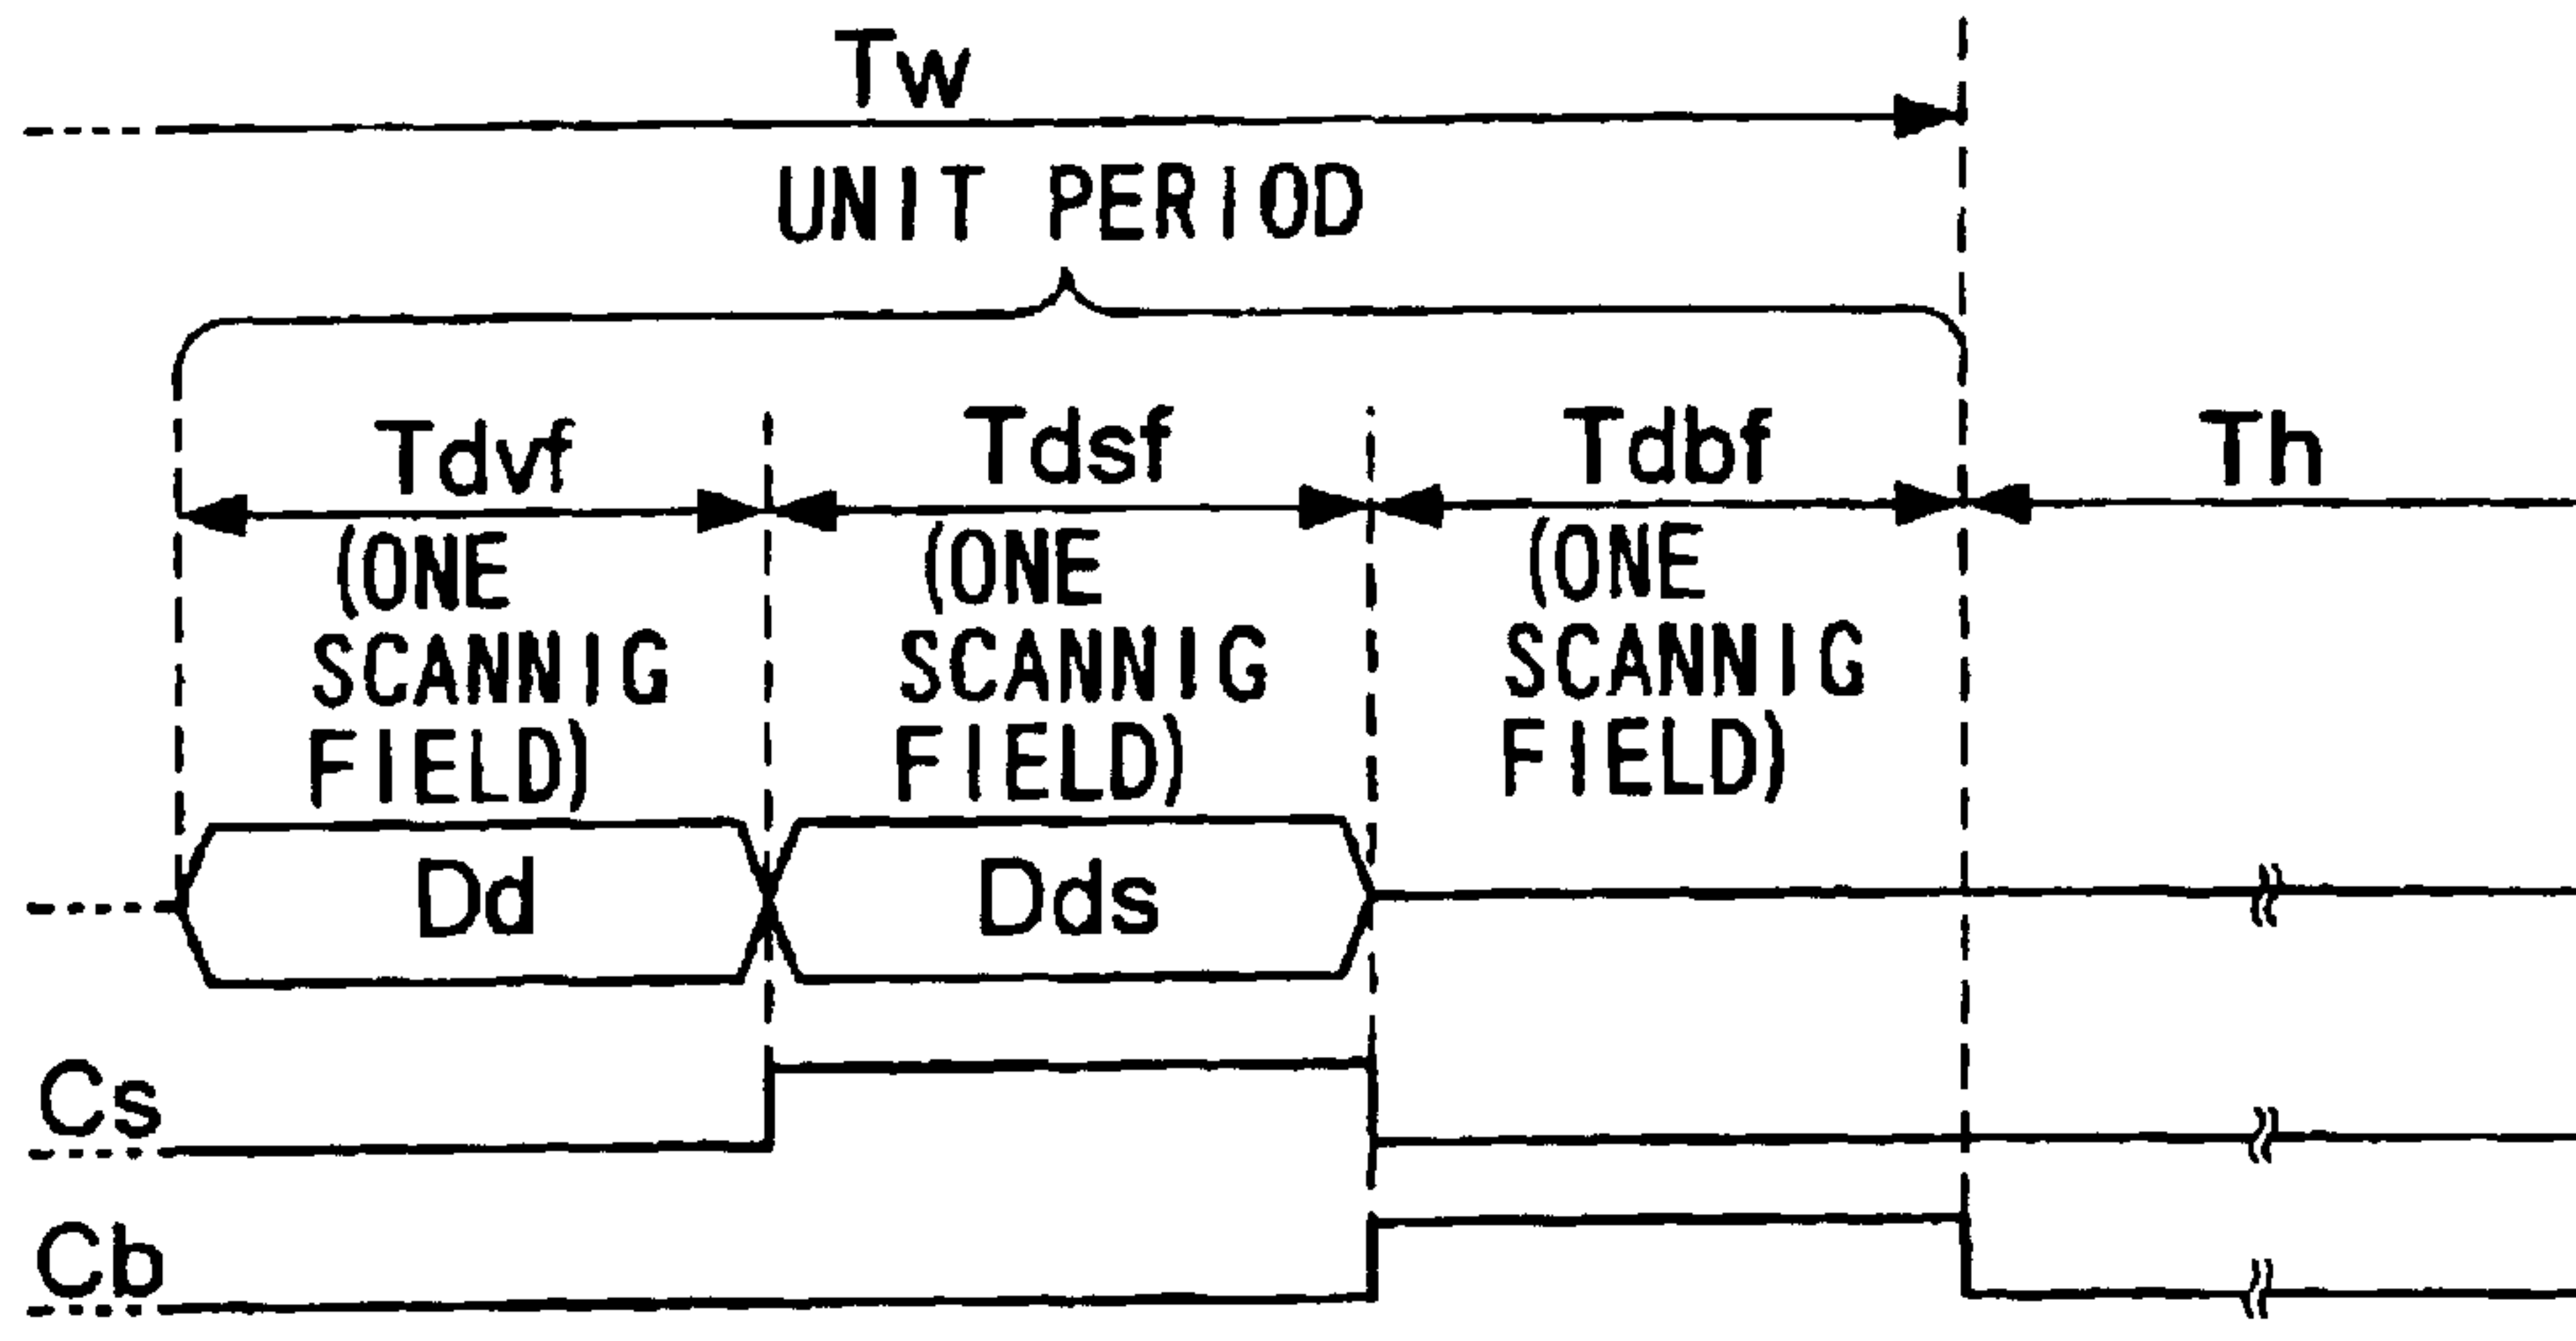 Tw
UNIT PERIOD
Tdvf Tdsf Tdbf Th
(ONE (ONE (ONE
SCANNIG SCANNIG SCANNIG
FIELD) FIELD) FIELD)
Dd Dds
Cs
Cb